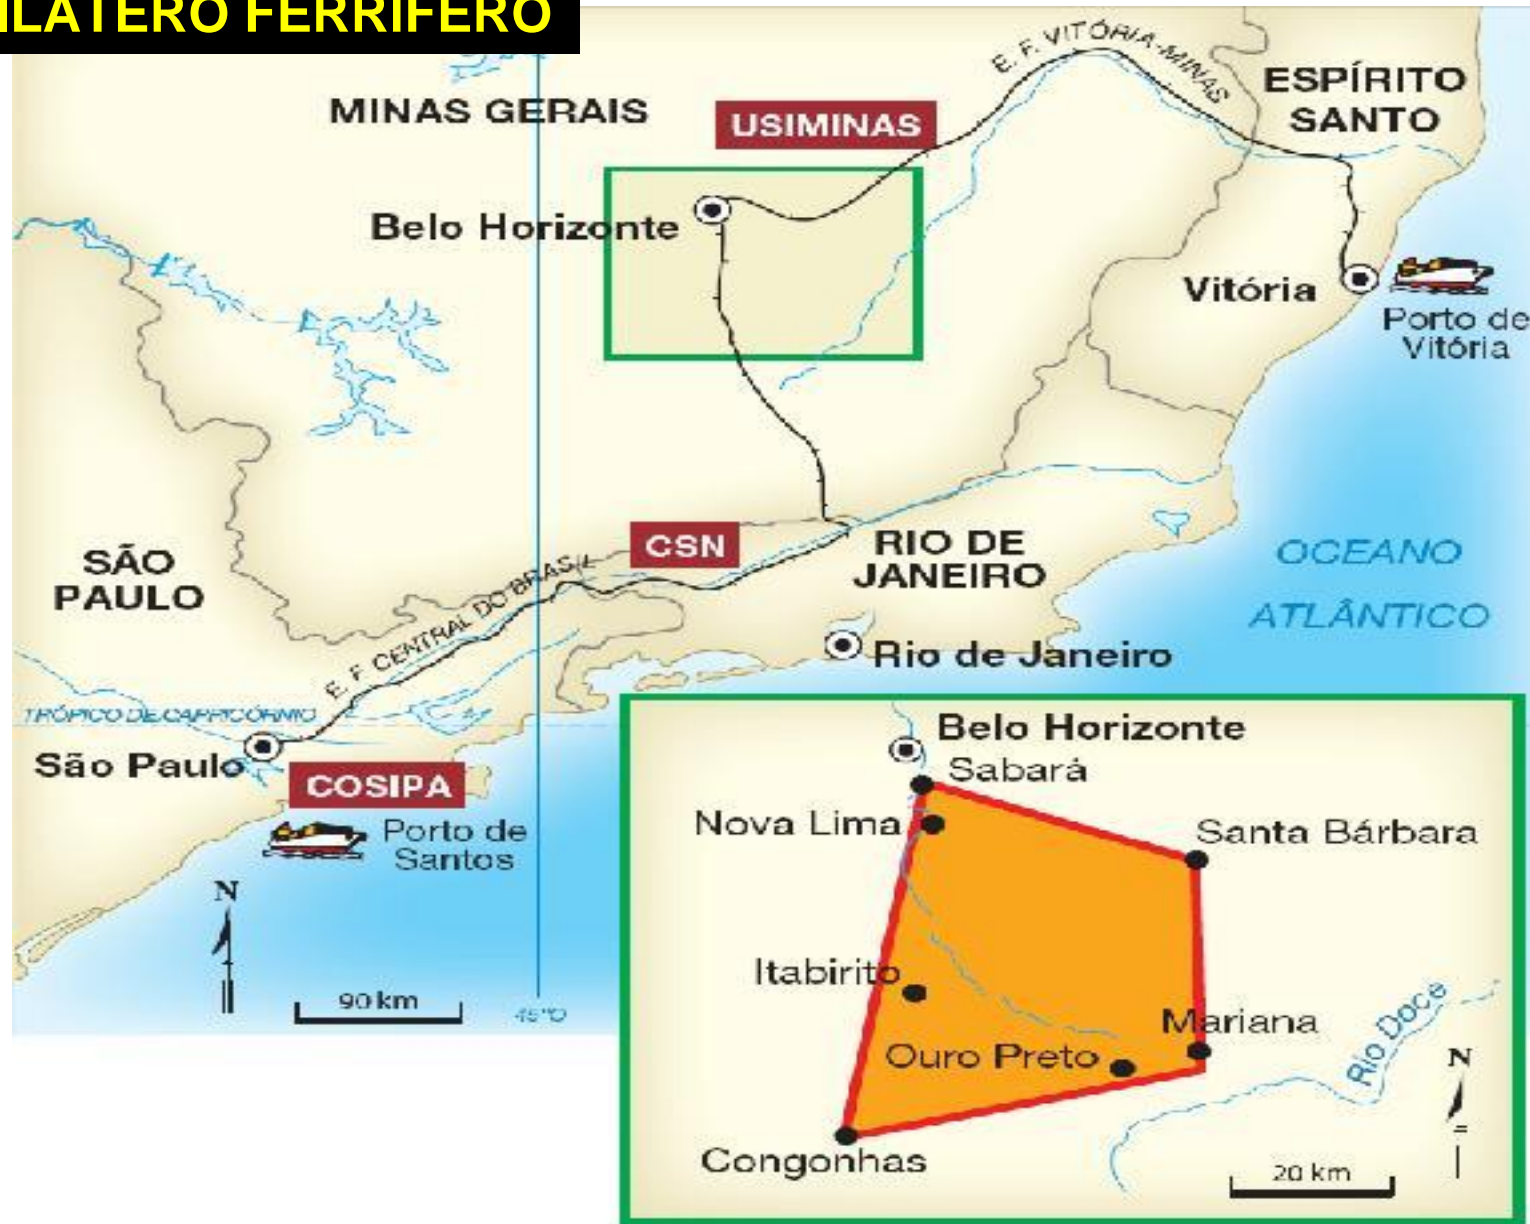 ILÁTERO FERRÍFERO
E. F. VITÓRIA-MINAS
ESPÍRITO
SANTO
MINAS GERAIS
USIMINAS
Belo Horizonte
Vitória
Porto de
Vitória
CSN
RIO DE
JANEIRO
SÃO
PAULO
OCEANO
ATLÂNTICO
E. F. CENTRAL DO BRASIL
Rio de Janeiro
TRÓPICO DE CAPRICÓRNIO
São Paulo
COSIPA
Porto de
Santos
N
90 km
45°O
Belo Horizonte
Sabará
Nova Lima
Santa Bárbara
Itabirito
Mariana
Ouro Preto
Rio Doce
N
Congonhas
20 km